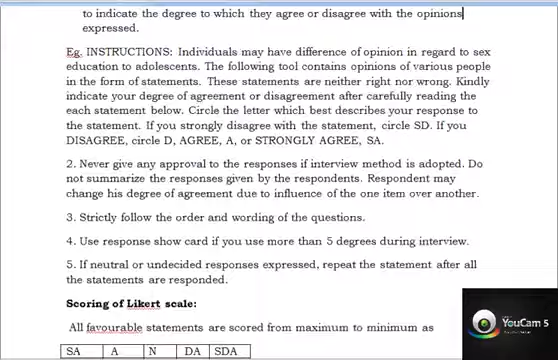 to indicate the degree to which they agree or disagree with the opinions
expressed.
Eg. INSTRUCTIONS: Individuals may have difference of opinion in regard to sex
education to adolescents. The following tool contains opinions of various people
in the form of statements. These statements are neither right nor wrong. Kindly
indicate your degree of agreement or disagreement after carefully reading the
each statement below. Circle the letter which best describes your response to
the statement. If you strongly disagree with the statement, circle SD. If you
DISAGREE, circle D, AGREE, A, or STRONGLY AGREE, SA.
2. Never give any approval to the responses if interview method is adopted. Do
not summarize the responses given by the respondents. Respondent may
change his degree of agreement due to influence of the one item over another.
3. Strictly follow the order and wording of the questions.
4. Use response show card if you use more than 5 degrees during interview.
5. If neutral or undecided responses expressed, repeat the statement after all
the statements are responded.
Scoring of Likert scale:
All favourable statements are scored from maximum to minimum as
SA A N DA SDA
YouCam 5